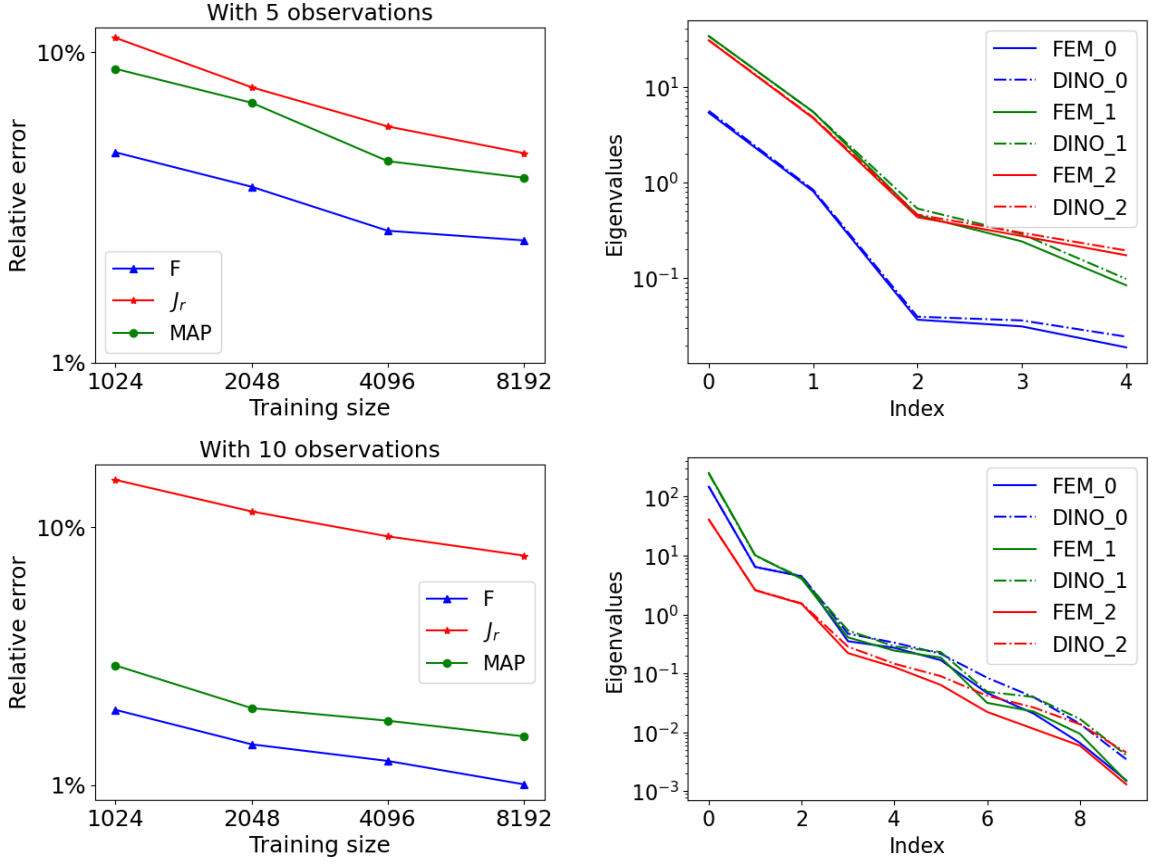 With 5 observations
Relative error
10%
1%
F
J_r
MAP
1024 2048 4096 8192
Training size
Eigenvalues
10^1
10^0
10^-1
FEM_0
DINO_0
FEM_1
DINO_1
FEM_2
DINO_2
0 1 2 3 4
Index
With 10 observations
Relative error
10%
1%
F
J_r
MAP
1024 2048 4096 8192
Training size
Eigenvalues
10^2
10^1
10^0
10^-1
10^-2
10^-3
FEM_0
DINO_0
FEM_1
DINO_1
FEM_2
DINO_2
0 2 4 6 8
Index